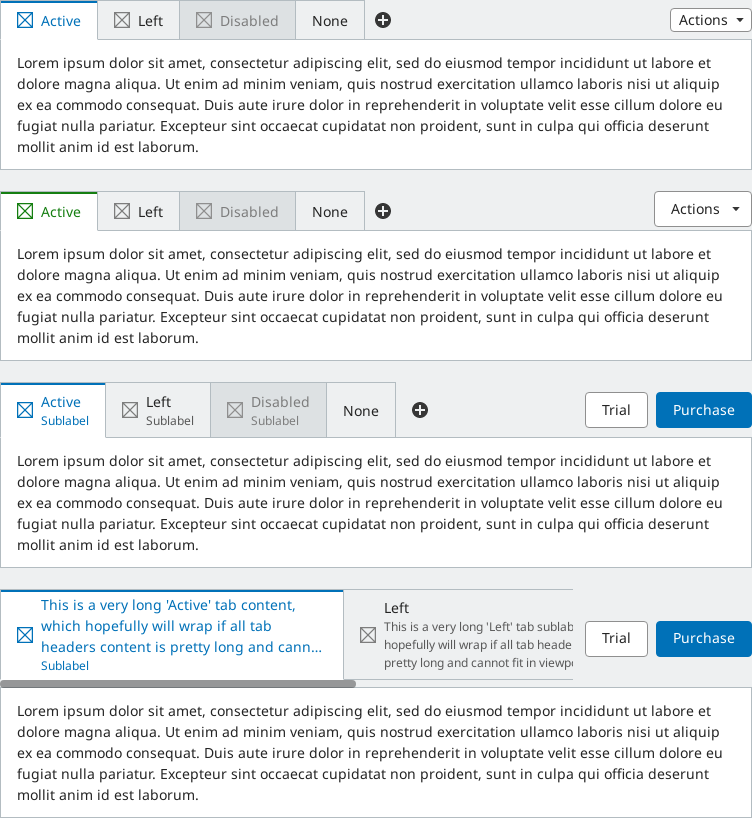 Active Left Disabled None Actions
Lorem ipsum dolor sit amet, consectetur adipiscing elit, sed do eiusmod tempor incididunt ut labore et
dolore magna aliqua. Ut enim ad minim veniam, quis nostrud exercitation ullamco laboris nisi ut aliquip
ex ea commodo consequat. Duis aute irure dolor in reprehenderit in voluptate velit esse cillum dolore eu
fugiat nulla pariatur. Excepteur sint occaecat cupidatat non proident, sunt in culpa qui officia deserunt
mollit anim id est laborum.
Active Left Disabled None Actions
Lorem ipsum dolor sit amet, consectetur adipiscing elit, sed do eiusmod tempor incididunt ut labore et
dolore magna aliqua. Ut enim ad minim veniam, quis nostrud exercitation ullamco laboris nisi ut aliquip
ex ea commodo consequat. Duis aute irure dolor in reprehenderit in voluptate velit esse cillum dolore eu
fugiat nulla pariatur. Excepteur sint occaecat cupidatat non proident, sunt in culpa qui officia deserunt
mollit anim id est laborum.
Active
Sublabel
Left
Sublabel
Disabled
Sublabel
None
Trial
Purchase
Lorem ipsum dolor sit amet, consectetur adipiscing elit, sed do eiusmod tempor incididunt ut labore et
dolore magna aliqua. Ut enim ad minim veniam, quis nostrud exercitation ullamco laboris nisi ut aliquip
ex ea commodo consequat. Duis aute irure dolor in reprehenderit in voluptate velit esse cillum dolore eu
fugiat nulla pariatur. Excepteur sint occaecat cupidatat non proident, sunt in culpa qui officia deserunt
mollit anim id est laborum.
This is a very long 'Active' tab content,
which hopefully will wrap if all tab
headers content is pretty long and cann...
Sublabel
Left
This is a very long 'Left' tab sublab
hopefully will wrap if all tab heade
pretty long and cannot fit in viewp
Trial
Purchase
Lorem ipsum dolor sit amet, consectetur adipiscing elit, sed do eiusmod tempor incididunt ut labore et
dolore magna aliqua. Ut enim ad minim veniam, quis nostrud exercitation ullamco laboris nisi ut aliquip
ex ea commodo consequat. Duis aute irure dolor in reprehenderit in voluptate velit esse cillum dolore eu
fugiat nulla pariatur. Excepteur sint occaecat cupidatat non proident, sunt in culpa qui officia deserunt
mollit anim id est laborum.